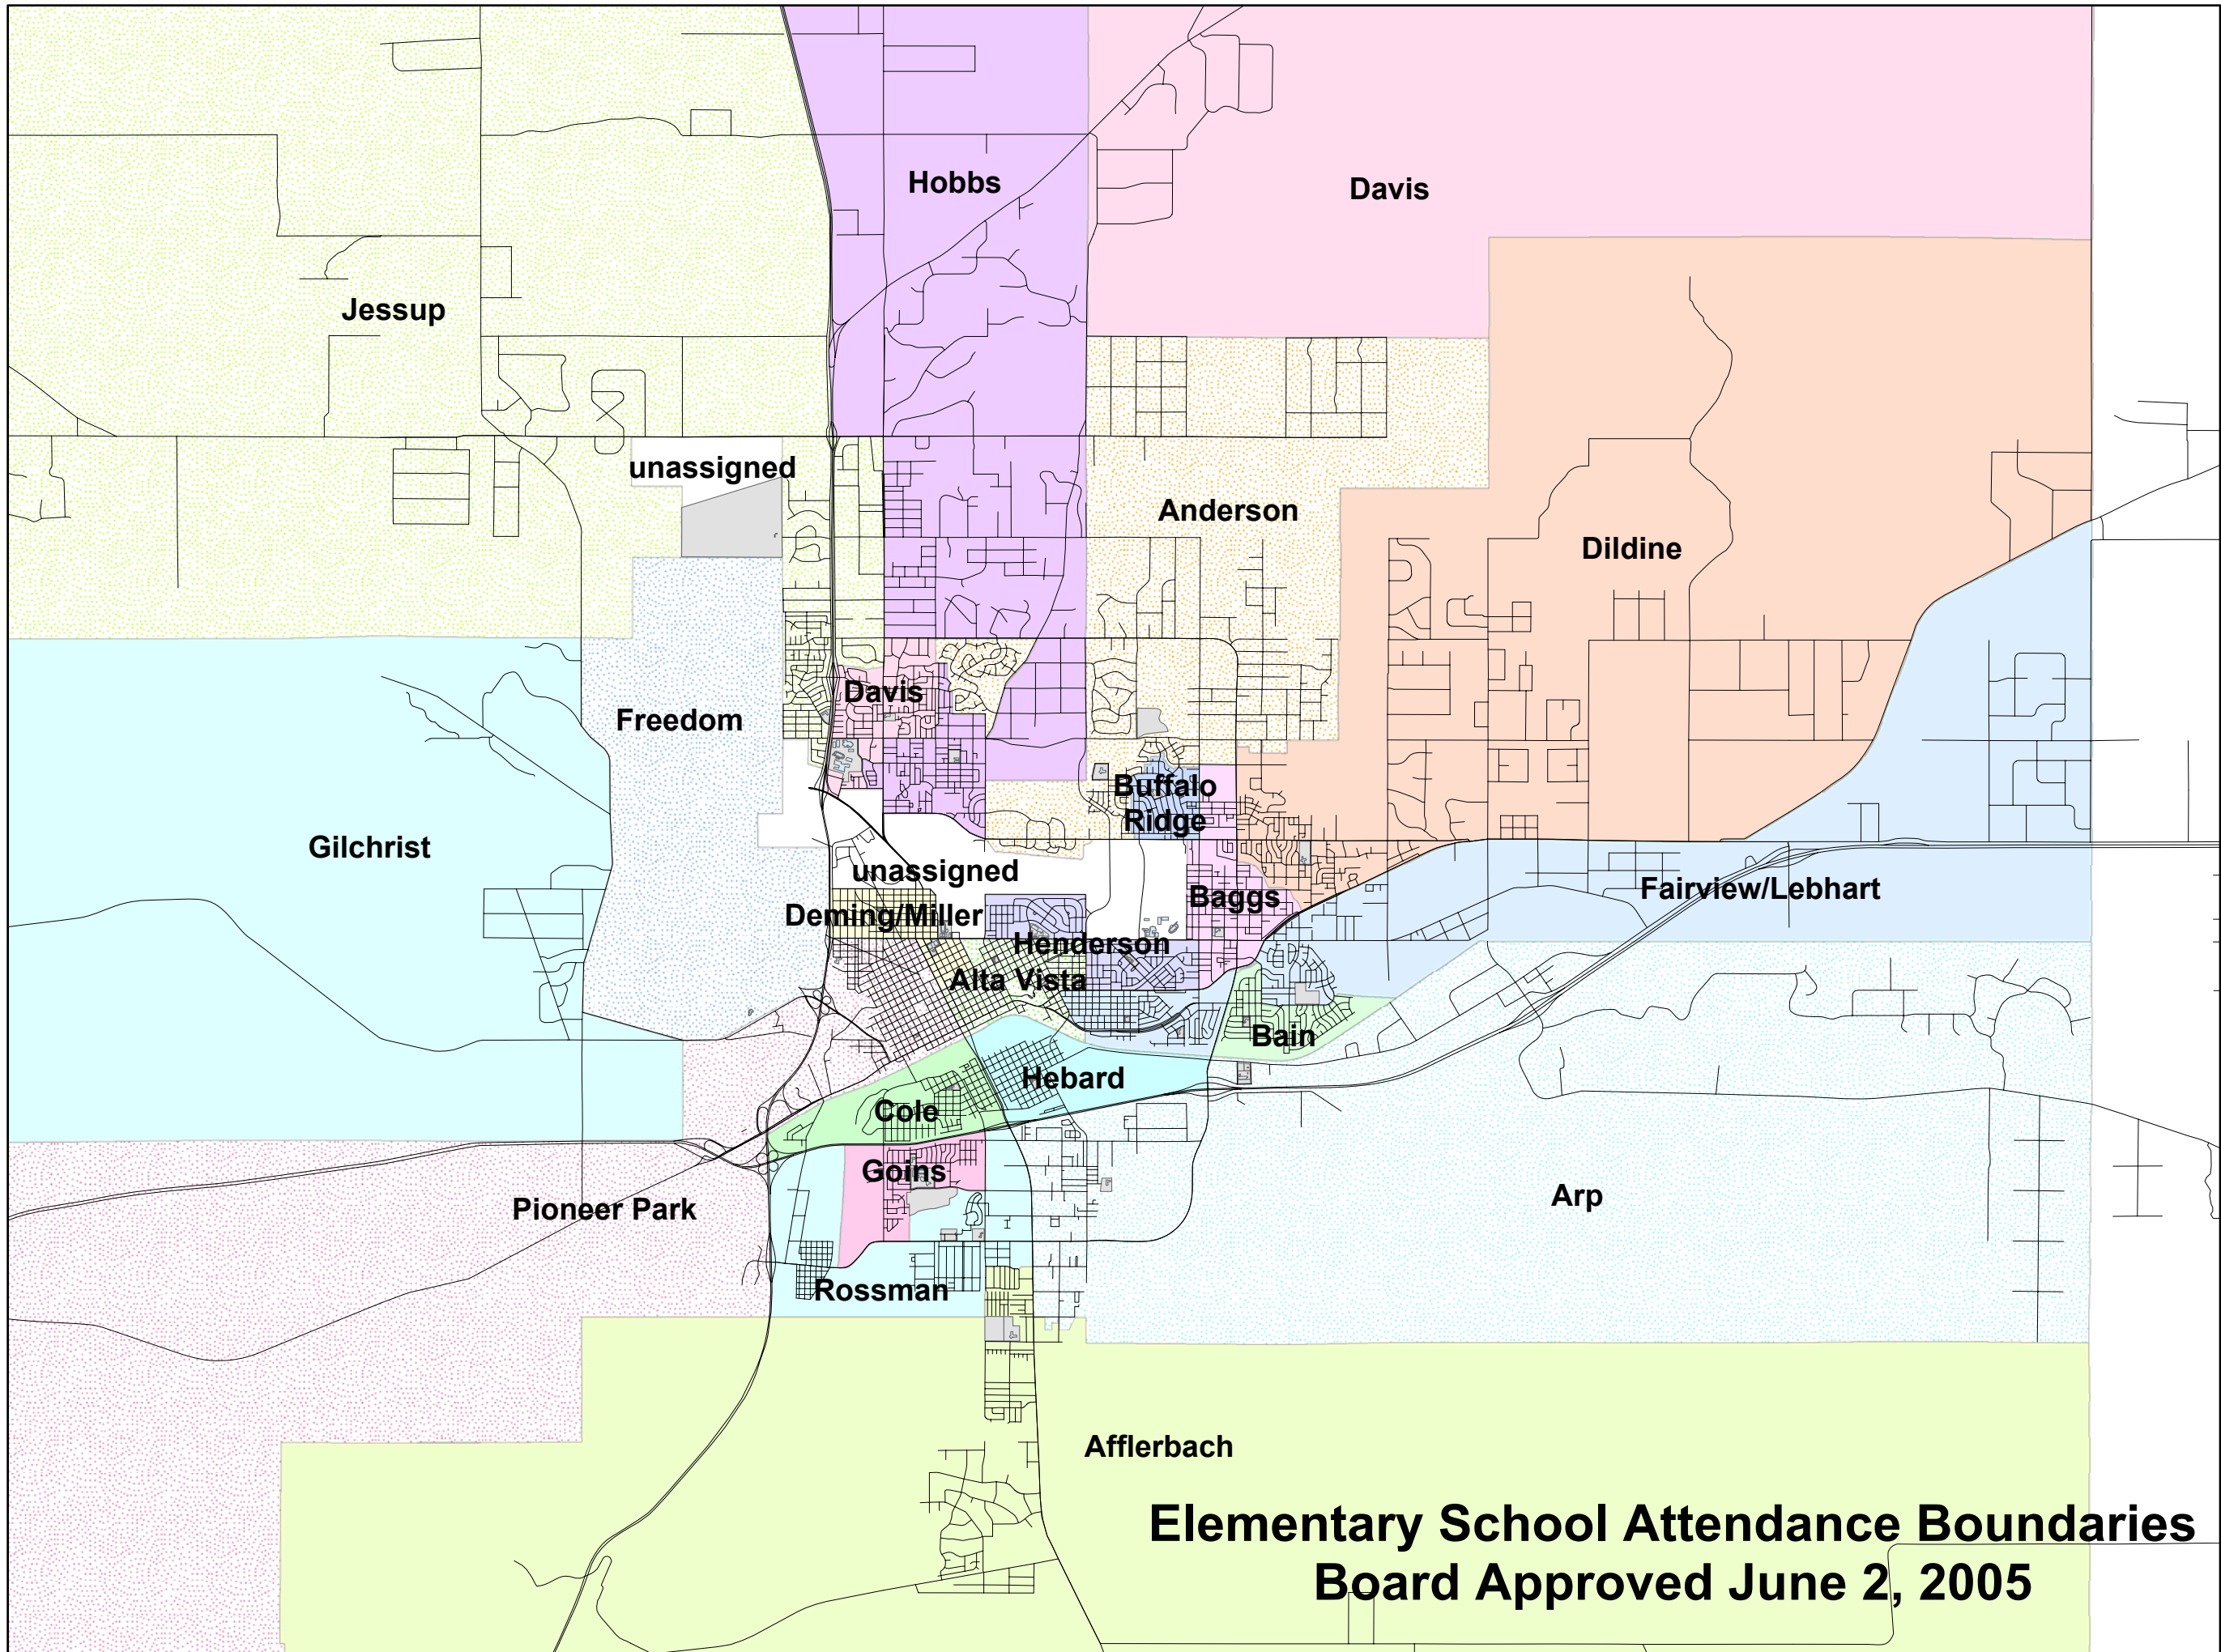 Hobbs
Davis
Jessup
unassigned
Anderson
Dildine
Davis
Freedom
Buffalo
Ridge
Gilchrist
unassigned
Fairview/Lebhart
Baggs
Deming/Miller
Henderson
Alta Vista
Bain
Hebard
Cole
Goins
Arp
Pioneer Park
Rossman
Afflerbach
Elementary School Attendance Boundaries
Board Approved June 2, 2005